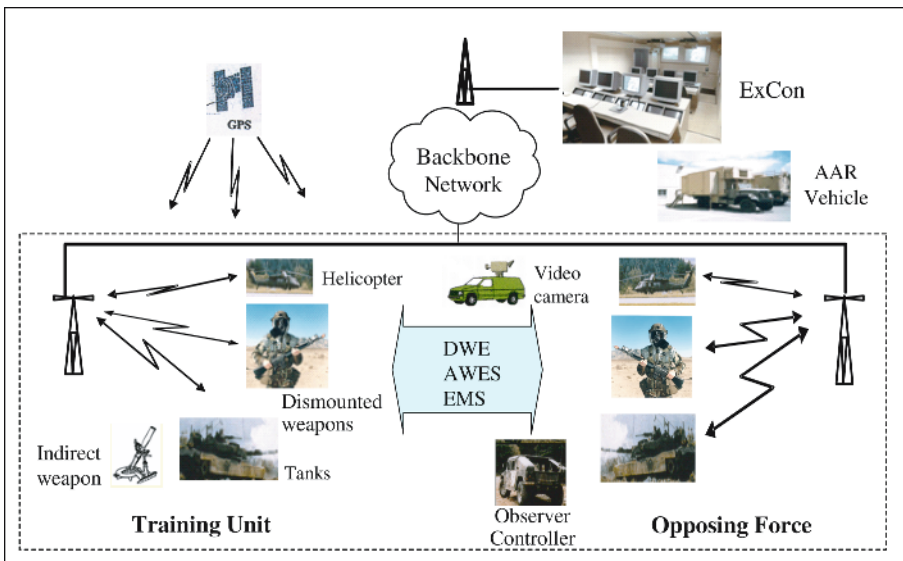 GPS
ExCon
Backbone
Network
AAR
Vehicle
Helicopter
Video
camera
DWE
AWES
EMS
Dismounted
weapons
Indirect
weapon
Tanks
Observer
Controller
Training Unit
Opposing Force